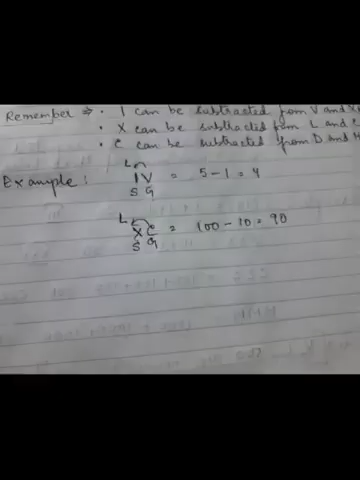 Remember ⇒ • I can be subtracted from V and X
• X can be subtracted from L and C
• C can be subtracted from D and M
Example :
L
IV = 5 - 1 = 4
S G
L
XC = 100 - 10 = 90
S G